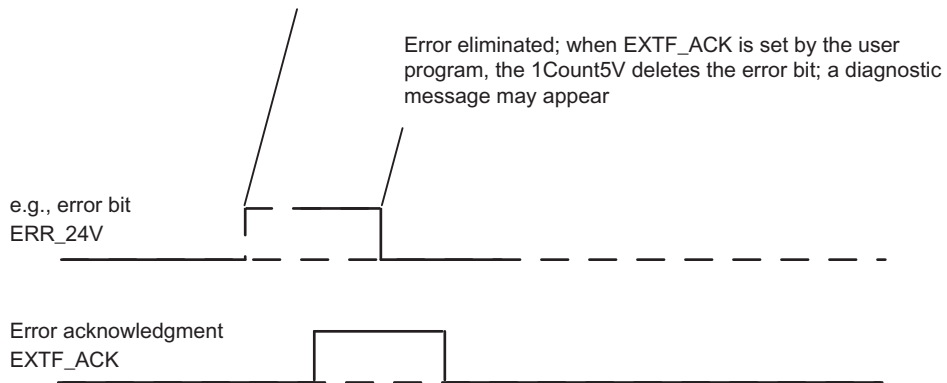 Error eliminated; when EXTF_ACK is set by the user
program, the 1Count5V deletes the error bit; a diagnostic
message may appear
e.g., error bit
ERR_24V
Error acknowledgment
EXTF_ACK